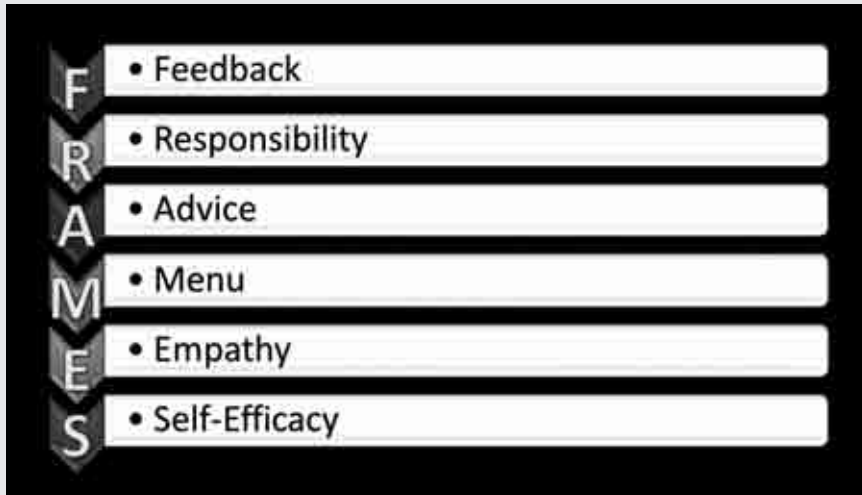 F • Feedback
R • Responsibility
A • Advice
M • Menu
E • Empathy
S • Self-Efficacy